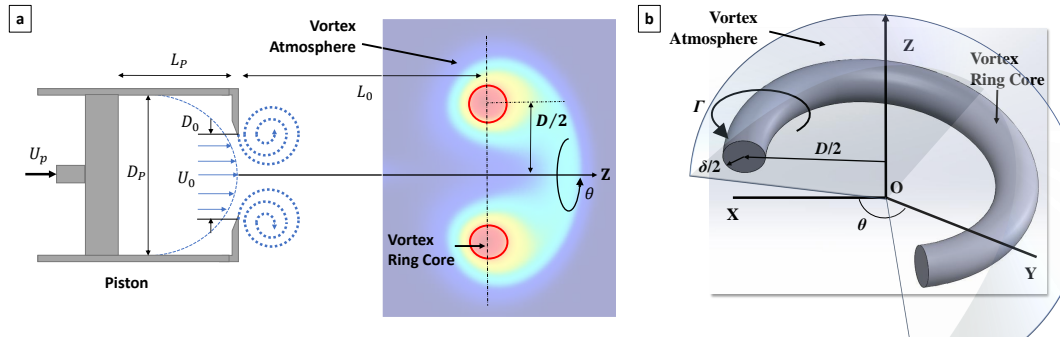 a
Vortex
Atmosphere
L_P
L_0
D_0
D/2
U_p
D_P
U_0
Z
θ
Vortex
Ring Core
Piston
b
Vortex
Atmosphere
Z
Vortex
Ring Core
Γ
D/2
δ/2
O
X
θ
Y